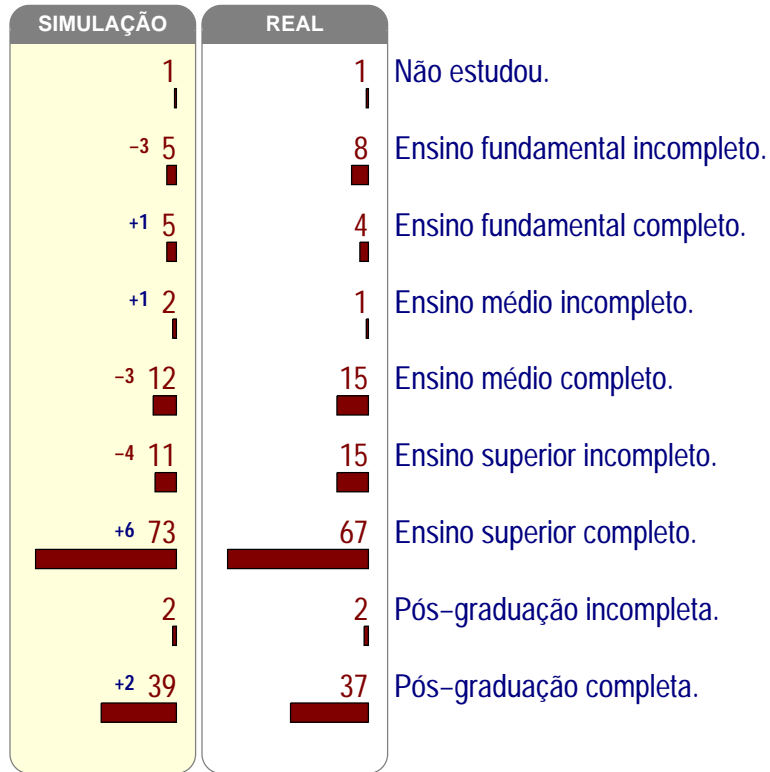 SIMULAÇÃO REAL
1 1 Não estudou.
−3 5 8 Ensino fundamental incompleto.
+1 5 4 Ensino fundamental completo.
+1 2 1 Ensino médio incompleto.
−3 12 15 Ensino médio completo.
−4 11 15 Ensino superior incompleto.
+6 73 67 Ensino superior completo.
2 2 Pós−graduação incompleta.
+2 39 37 Pós−graduação completa.